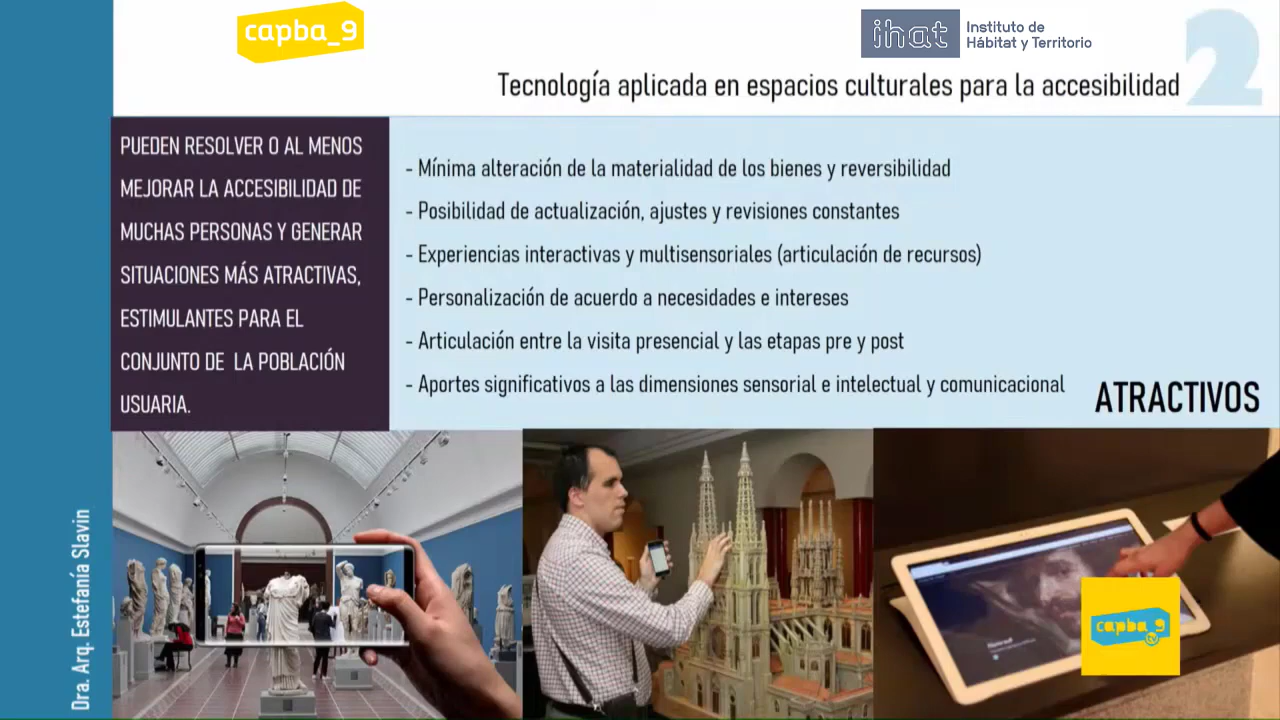 capba_9
ihat
Instituto de
Hábitat y Territorio
2
Tecnología aplicada en espacios culturales para la accesibilidad
PUEDEN RESOLVER O AL MENOS
MEJORAR LA ACCESIBILIDAD DE
MUCHAS PERSONAS Y GENERAR
SITUACIONES MÁS ATRACTIVAS,
ESTIMULANTES PARA EL
CONJUNTO DE LA POBLACIÓN
USUARIA.
- Mínima alteración de la materialidad de los bienes y reversibilidad
- Posibilidad de actualización, ajustes y revisiones constantes
- Experiencias interactivas y multisensoriales (articulación de recursos)
- Personalización de acuerdo a necesidades e intereses
- Articulación entre la visita presencial y las etapas pre y post
- Aportes significativos a las dimensiones sensorial e intelectual y comunicacional
ATRACTIVOS
Dra. Arq. Estefanía Slavin
capba_9
tv